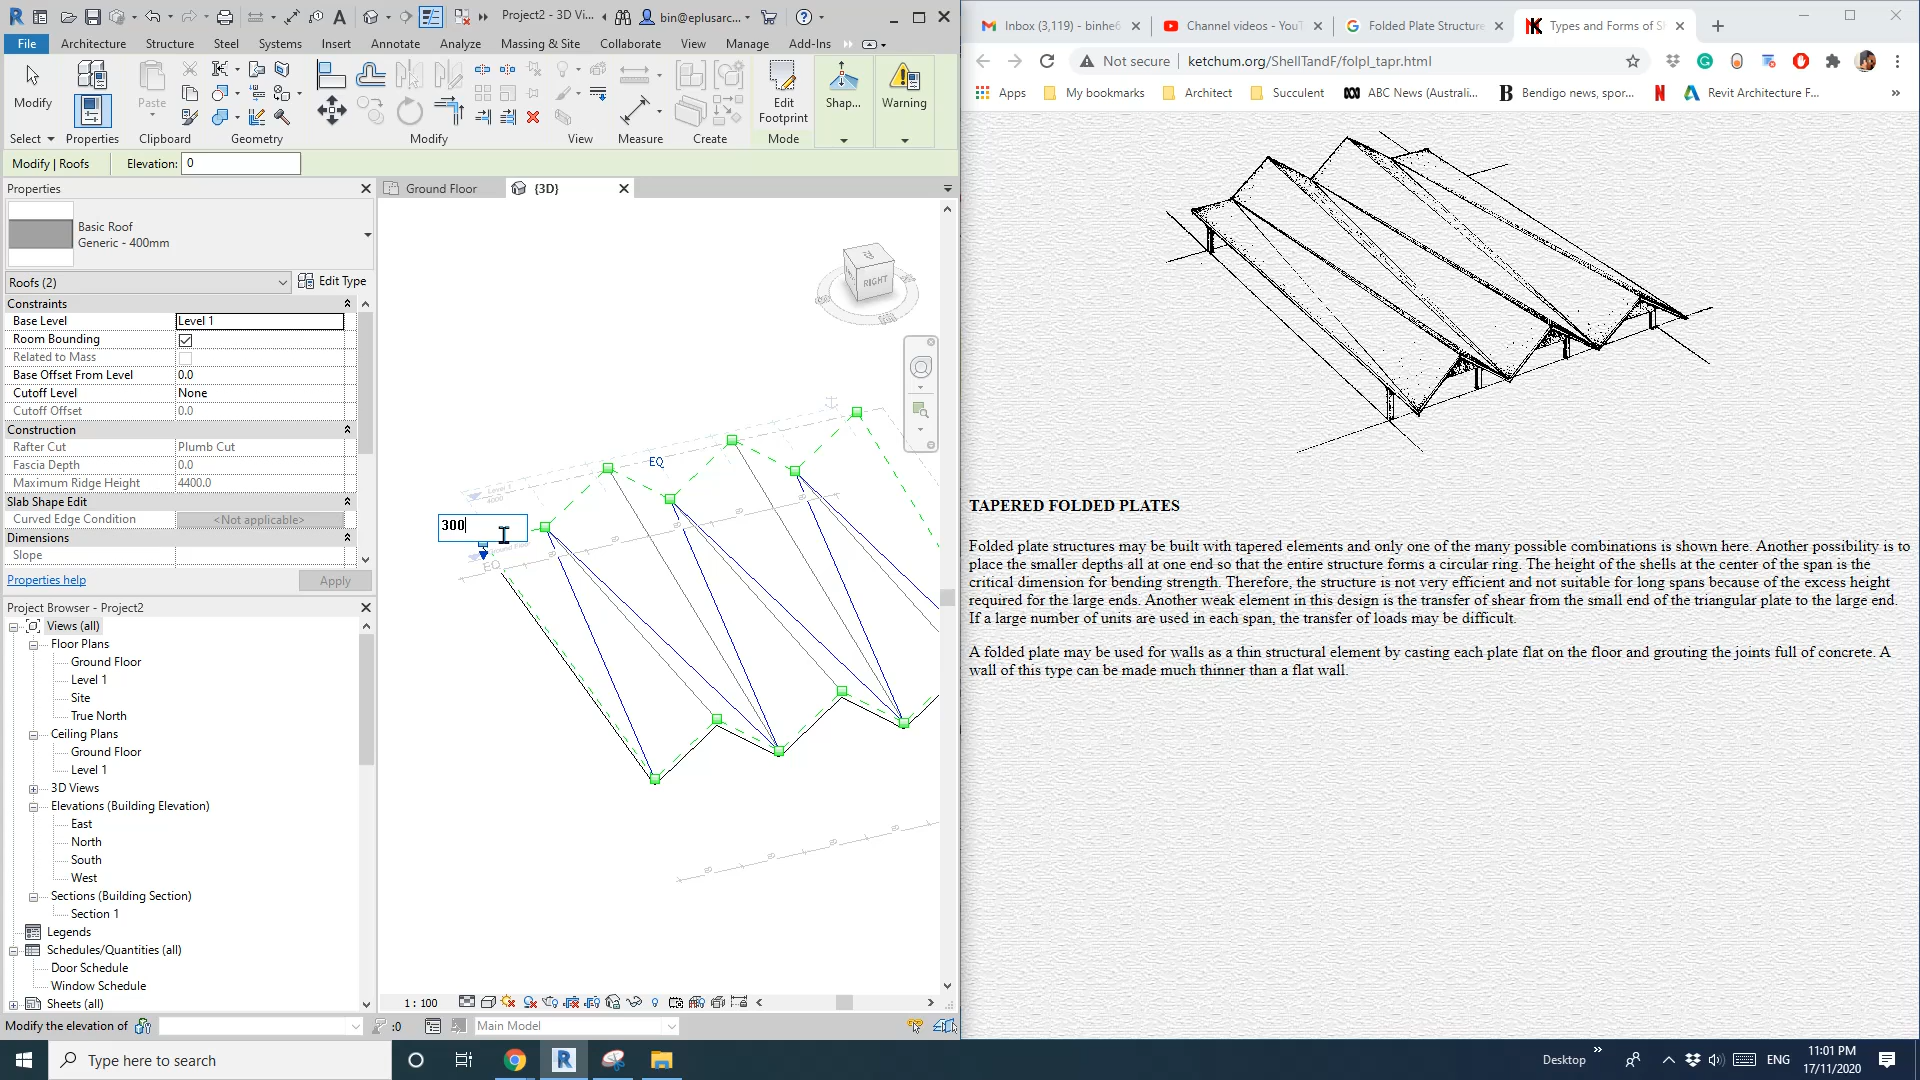 Project2 - 3D Vi...
bin@eplusarc...
File Architecture Structure Steel Systems Insert Annotate Analyze Massing & Site Collaborate View Manage Add-Ins
Modify
Paste
Edit
Footprint
Shap...
Warning
Select Properties Clipboard Geometry Modify View Measure Create Mode
Modify | Roofs Elevation: 0
Properties
Basic Roof
Generic - 400mm
Roofs (2) Edit Type
Constraints
Base Level Level 1
Room Bounding
Related to Mass
Base Offset From Level 0.0
Cutoff Level None
Cutoff Offset 0.0
Construction
Rafter Cut Plumb Cut
Fascia Depth 0.0
Maximum Ridge Height 4400.0
Slab Shape Edit
Curved Edge Condition <Not applicable>
Dimensions
Slope
Properties help Apply
Project Browser - Project2
Views (all)
Floor Plans
Ground Floor
Level 1
Site
True North
Ceiling Plans
Ground Floor
Level 1
3D Views
Elevations (Building Elevation)
East
North
South
West
Sections (Building Section)
Section 1
Legends
Schedules/Quantities (all)
Door Schedule
Window Schedule
Sheets (all)
Ground Floor {3D}
RIGHT
EQ
Level 1
4000
300
Ground Floor
EQ
1 : 100
Modify the elevation of :0 Main Model
Inbox (3,119) - binhe6
Channel videos - YouT
Folded Plate Structure
Types and Forms of S
Not secure | ketchum.org/ShellTandF/folpl_tapr.html
Apps My bookmarks Architect Succulent ABC News (Australi... Bendigo news, spor... Revit Architecture F...
TAPERED FOLDED PLATES
Folded plate structures may be built with tapered elements and only one of the many possible combinations is shown here. Another possibility is to
place the smaller depths all at one end so that the entire structure forms a circular ring. The height of the shells at the center of the span is the
critical dimension for bending strength. Therefore, the structure is not very efficient and not suitable for long spans because of the excess height
required for the large ends. Another weak element in this design is the transfer of shear from the small end of the triangular plate to the large end.
If a large number of units are used in each span, the transfer of loads may be difficult.
A folded plate may be used for walls as a thin structural element by casting each plate flat on the floor and grouting the joints full of concrete. A
wall of this type can be made much thinner than a flat wall.
Type here to search
Desktop
ENG
11:01 PM
17/11/2020